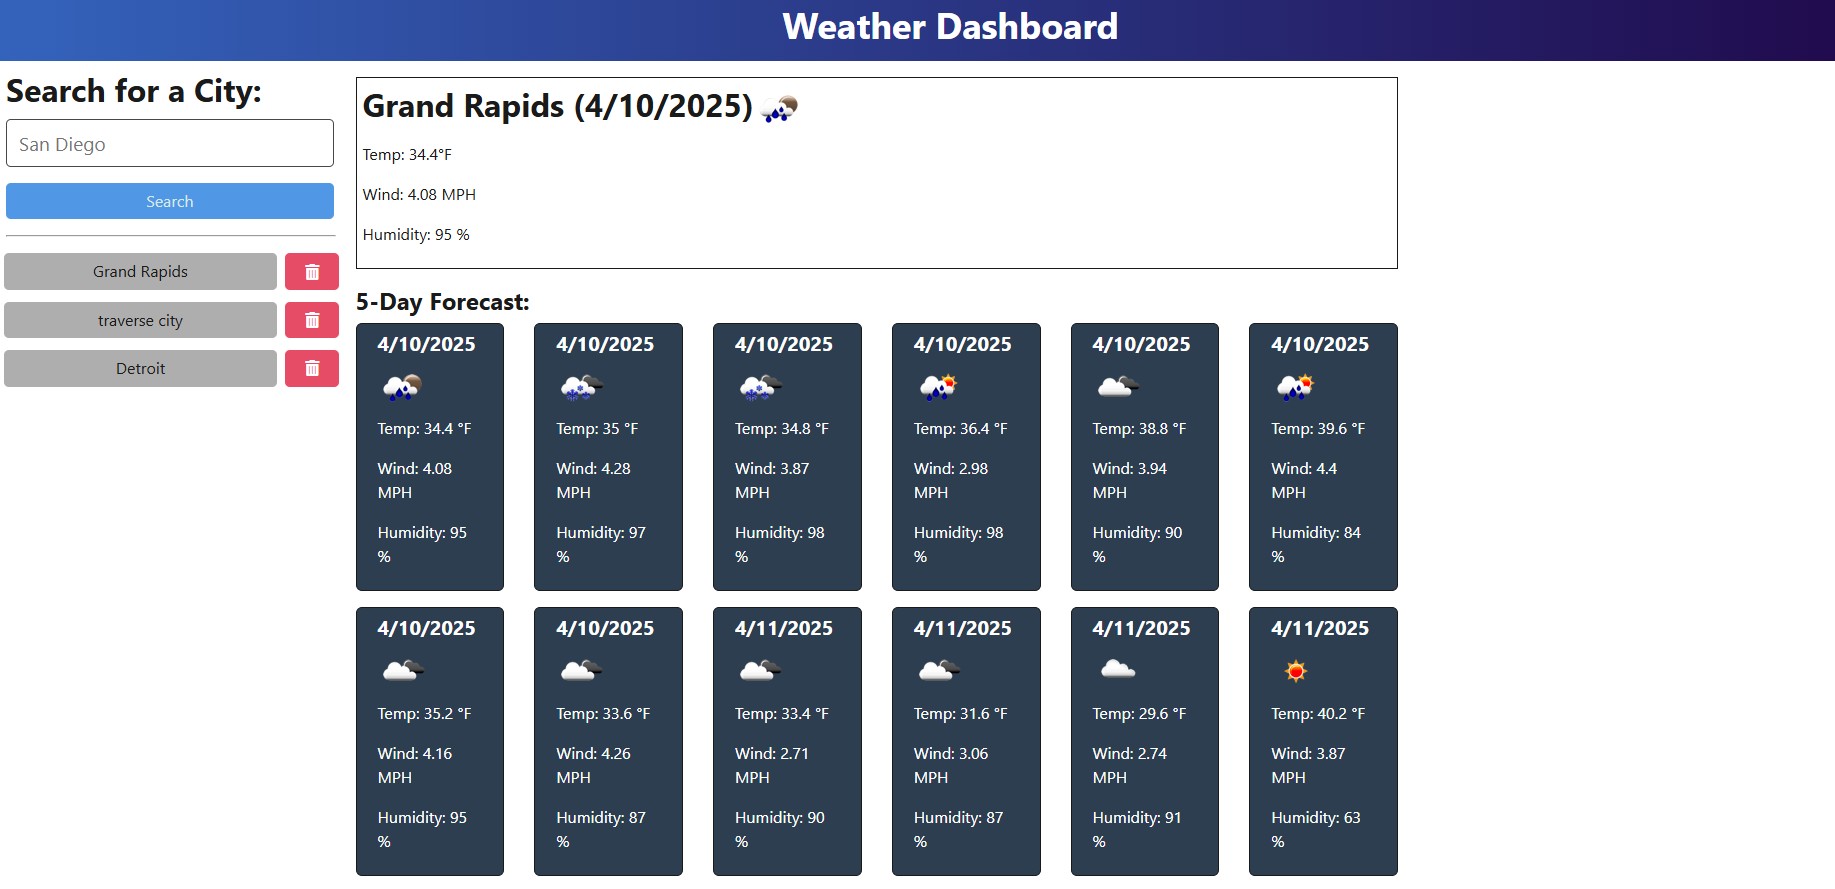 Weather Dashboard
Search for a City:
San Diego
Search
Grand Rapids
traverse city
Detroit
Grand Rapids (4/10/2025)
Temp: 34.4°F
Wind: 4.08 MPH
Humidity: 95 %
5-Day Forecast:
4/10/2025
Temp: 34.4 °F
Wind: 4.08
MPH
Humidity: 95
%
4/10/2025
Temp: 35 °F
Wind: 4.28
MPH
Humidity: 97
%
4/10/2025
Temp: 34.8 °F
Wind: 3.87
MPH
Humidity: 98
%
4/10/2025
Temp: 36.4 °F
Wind: 2.98
MPH
Humidity: 98
%
4/10/2025
Temp: 38.8 °F
Wind: 3.94
MPH
Humidity: 90
%
4/10/2025
Temp: 39.6 °F
Wind: 4.4
MPH
Humidity: 84
%
4/10/2025
Temp: 35.2 °F
Wind: 4.16
MPH
Humidity: 95
%
4/10/2025
Temp: 33.6 °F
Wind: 4.26
MPH
Humidity: 87
%
4/11/2025
Temp: 33.4 °F
Wind: 2.71
MPH
Humidity: 90
%
4/11/2025
Temp: 31.6 °F
Wind: 3.06
MPH
Humidity: 87
%
4/11/2025
Temp: 29.6 °F
Wind: 2.74
MPH
Humidity: 91
%
4/11/2025
Temp: 40.2 °F
Wind: 3.87
MPH
Humidity: 63
%